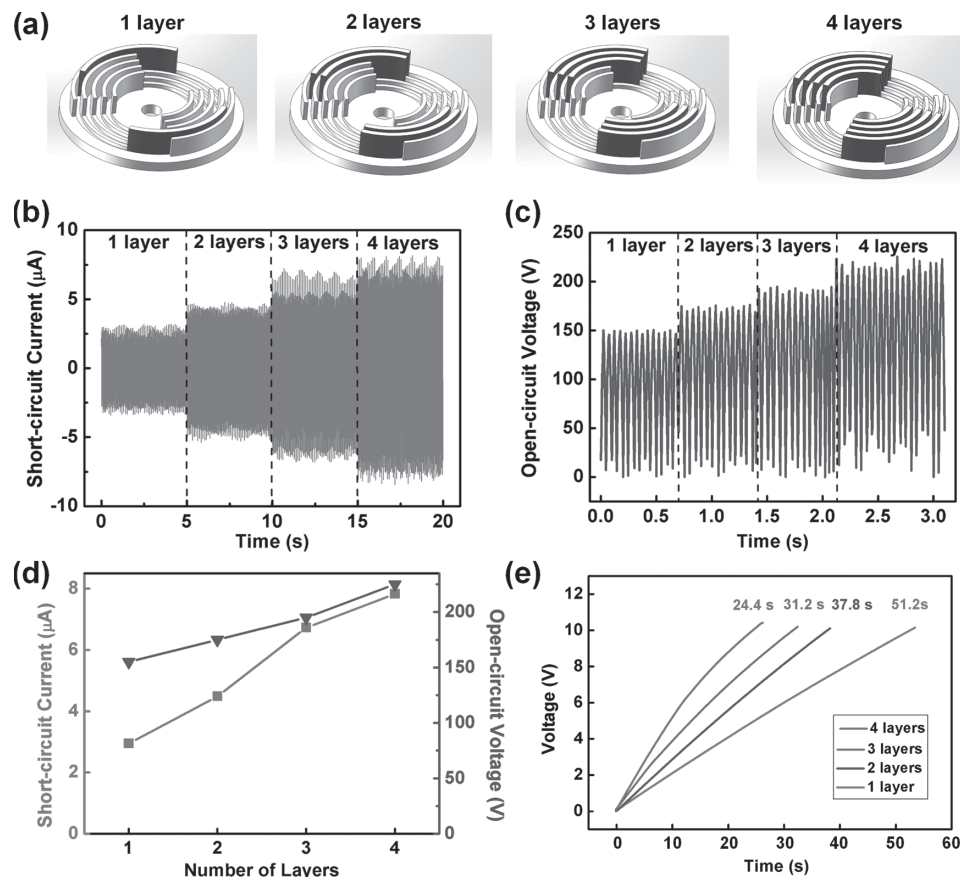 (a)
1 layer
2 layers
3 layers
4 layers
(b)
Short-circuit Current (μA)
10
5
0
-5
-10
1 layer
2 layers
3 layers
4 layers
0
5
10
15
20
Time (s)
(c)
Open-circuit Voltage (V)
250
200
150
100
50
0
1 layer
2 layers
3 layers
4 layers
0.0
0.5
1.0
1.5
2.0
2.5
3.0
Time (s)
(d)
Short-circuit Current (μA)
8
6
4
2
0
200
150
100
50
0
Open-circuit Voltage (V)
1
2
3
4
Number of Layers
(e)
Voltage (V)
12
10
8
6
4
2
0
24.4 s
31.2 s
37.8 s
51.2s
4 layers
3 layers
2 layers
1 layer
0
10
20
30
40
50
60
Time (s)